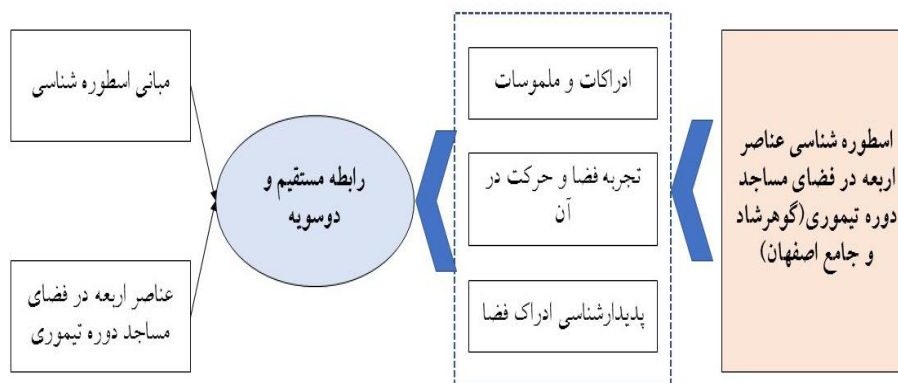 اسطوره شناسی عناصر
اربعه در فضای مساجد
دوره تیموری(گوهرشاد
و جامع اصفهان)
ادراکات و ملموسات
تجربه فضا و حرکت در
آن
پدیدارشناسی ادراک فضا
رابطه مستقیم و
دوسویه
مبانی اسطوره شناسی
عناصر اربعه در فضای
مساجد دوره تیموری